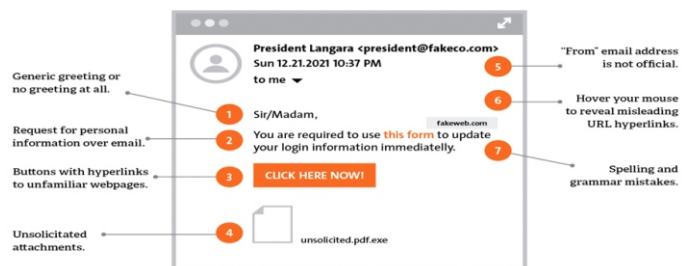 President Langara <president@fakeco.com>
Sun 12.21.2021 10:37 PM
to me
"From" email address
is not official.
5
Generic greeting or
no greeting at all.
1
Sir/Madam,
6
Hover your mouse
to reveal misleading
URL hyperlinks.
fakeweb.com
Request for personal
information over email.
2
You are required to use this form to update
your login information immediatelly.
7
Spelling and
grammar mistakes.
Buttons with hyperlinks
to unfamiliar webpages.
3
CLICK HERE NOW!
Unsolicitated
attachments.
4
unsolicited.pdf.exe